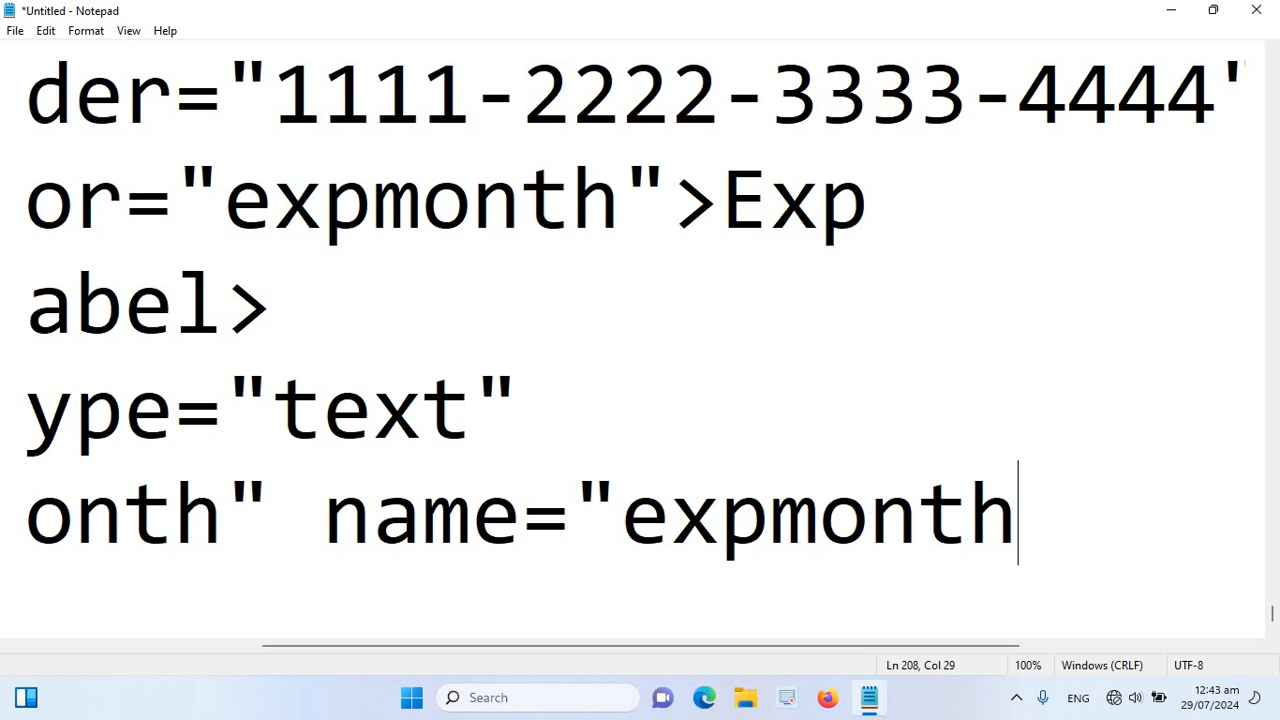 *Untitled - Notepad
File Edit Format View Help
der="1111-2222-3333-4444"
or="expmonth">Exp
abel>
ype="text"
onth" name="expmonth
Ln 208, Col 29 100% Windows (CRLF) UTF-8
Search
ENG
12:43 am
29/07/2024